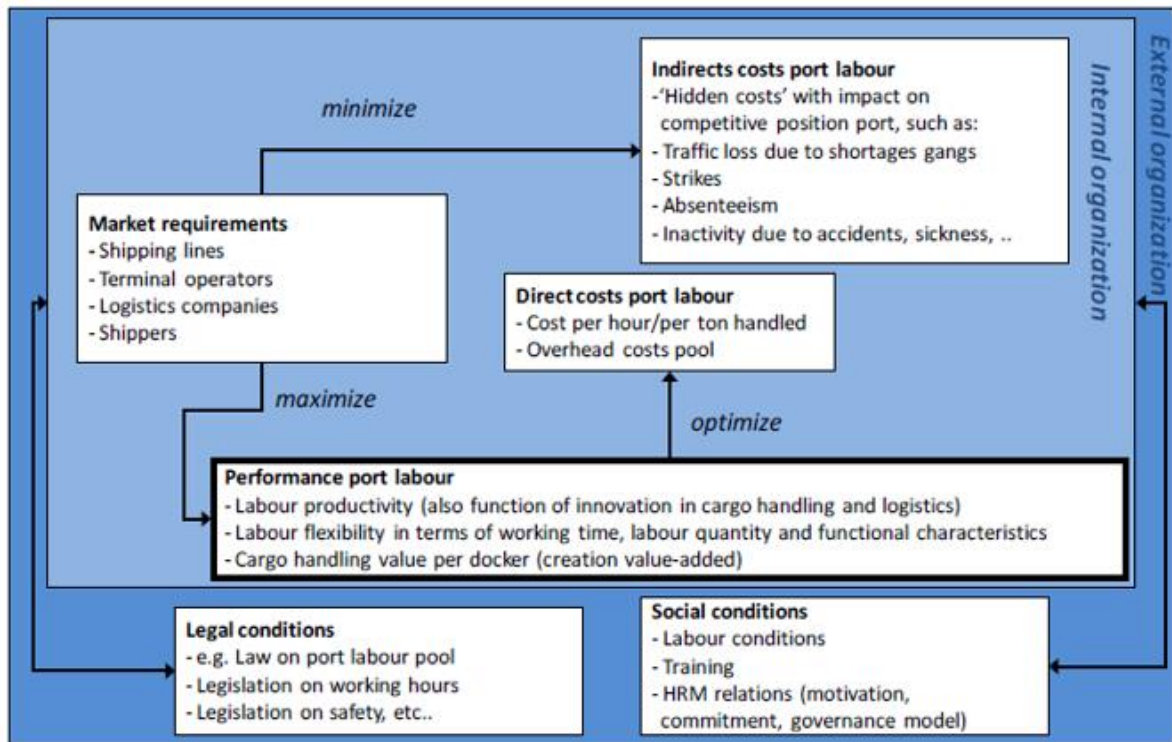 Indirects costs port labour
-‘Hidden costs’ with impact on
competitive position port, such as:
- Traffic loss due to shortages gangs
- Strikes
- Absenteeism
- Inactivity due to accidents, sickness, ..
minimize
Market requirements
- Shipping lines
- Terminal operators
- Logistics companies
- Shippers
Direct costs port labour
- Cost per hour/per ton handled
- Overhead costs pool
maximize
optimize
Performance port labour
- Labour productivity (also function of innovation in cargo handling and logistics)
- Labour flexibility in terms of working time, labour quantity and functional characteristics
- Cargo handling value per docker (creation value-added)
Internal organization
External organization
Legal conditions
- e.g. Law on port labour pool
- Legislation on working hours
- Legislation on safety, etc..
Social conditions
- Labour conditions
- Training
- HRM relations (motivation,
commitment, governance model)